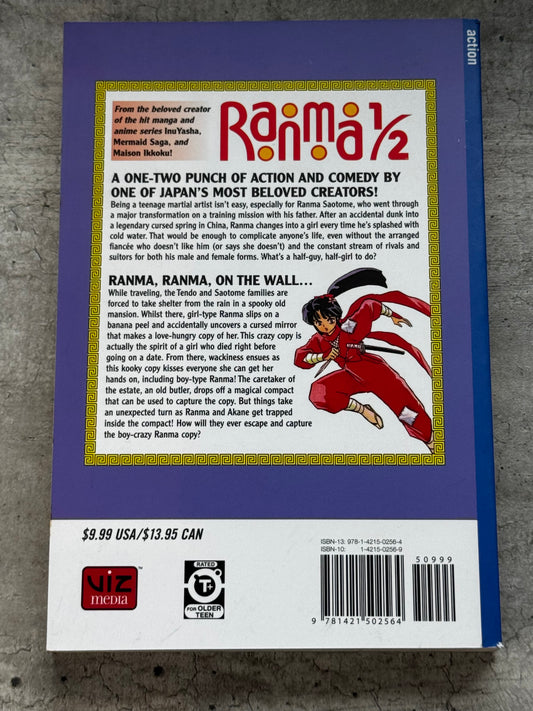 action
From the beloved creator
of the hit manga and
anime series InuYasha,
Mermaid Saga, and
Maison Ikkoku!
Ranma 1/2
A ONE-TWO PUNCH OF ACTION AND COMEDY BY
ONE OF JAPAN'S MOST BELOVED CREATORS!
Being a teenage martial artist isn't easy, especially for Ranma Saotome, who went through
a major transformation on a training mission with his father. After an accidental dunk into
a legendary cursed spring in China, Ranma changes into a girl every time he's splashed with
cold water. That would be enough to complicate anyone's life, even without the arranged
fiancée who doesn't like him (or says she doesn't) and the constant stream of rivals and
suitors for both his male and female forms. What's a half-guy, half-girl to do?
RANMA, RANMA, ON THE WALL...
While traveling, the Tendo and Saotome families are
forced to take shelter from the rain in a spooky old
mansion. Whilst there, girl-type Ranma slips on a
banana peel and accidentally uncovers a cursed mirror
that makes a love-hungry copy of her. This crazy copy is
actually the spirit of a girl who died right before
going on a date. From there, wackiness ensues as
this kooky copy kisses everyone she can get her
hands on, including boy-type Ranma! The caretaker of
the estate, an old butler, drops off a magical compact
that can be used to capture the copy. But things take
an unexpected turn as Ranma and Akane get trapped
inside the compact! How will they ever escape and capture
the boy-crazy Ranma copy?
$9.99 USA/$13.95 CAN
ISBN-13: 978-1-4215-0256-4
ISBN-10: 1-4215-0256-9
50999
viz
media
RATED
T+
FOR OLDER
TEEN
9 781421 502564